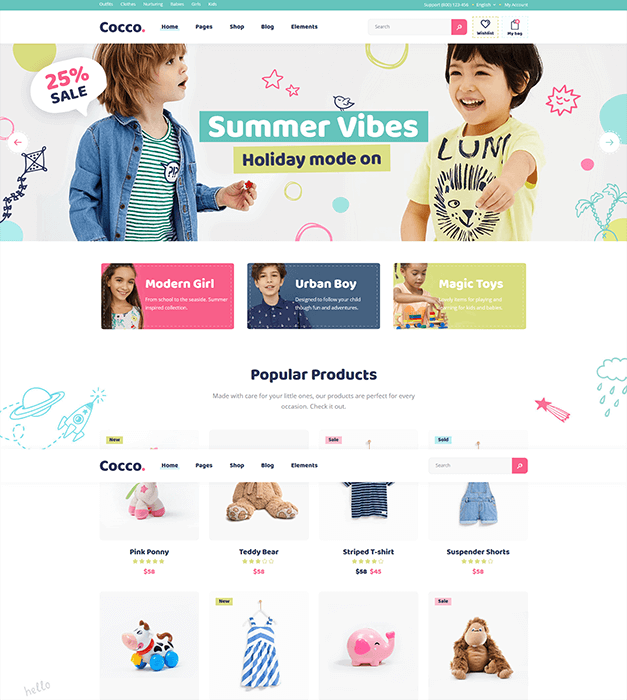 Outfits Clothes Nurturing Babies Girls Kids Support (800) 123-456 English My Account
Cocco. Home Pages Shop Blog Elements Search Wishlist My bag
25%
SALE
Summer Vibes
Holiday mode on
LUNI
Modern Girl
From school to the seaside. Summer
inspired collection.
Urban Boy
Designed to follow your child
though fun and adventures.
Magic Toys
items for playing and
for kids and babies.
Popular Products
Made with care for your little ones, our products are perfect for every
occasion. Check it out.
New Sale Sold
Cocco. Home Pages Shop Blog Elements Search
Pink Ponny Teddy Bear Striped T-shirt Suspender Shorts
$58 $58 $58 $45 $58
New Sale
hello